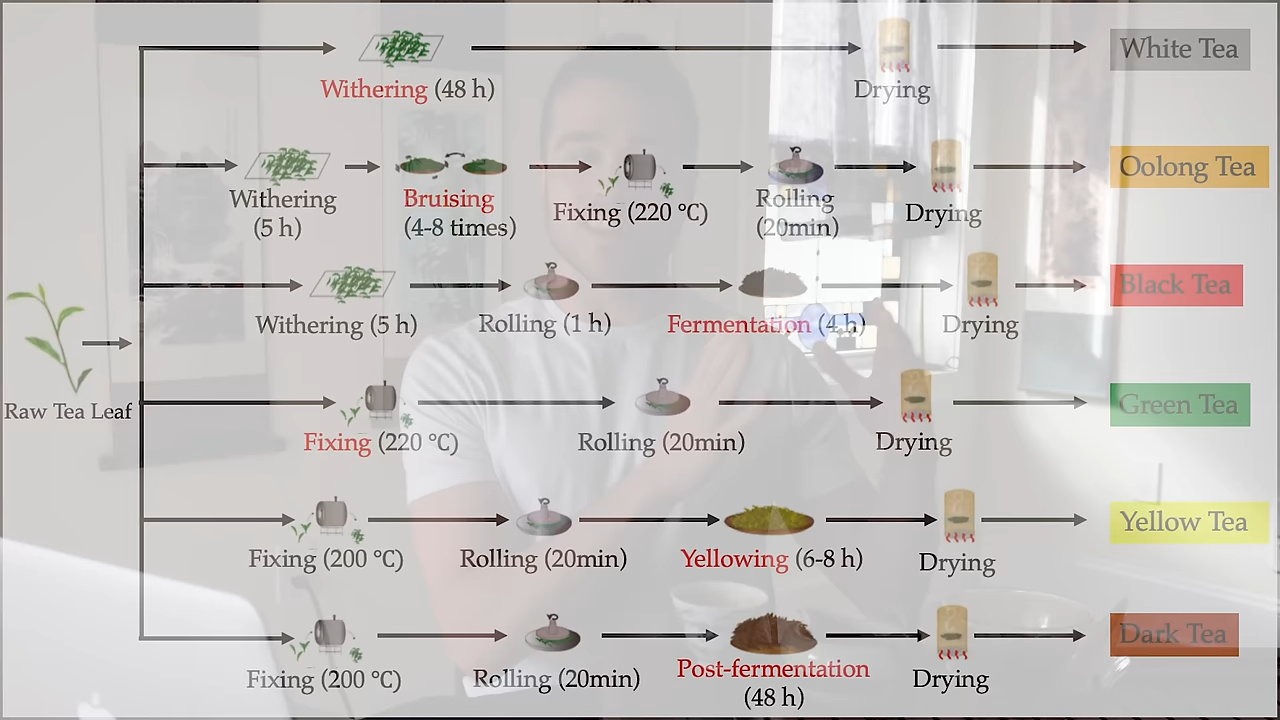 White Tea
Withering (48 h)
Drying
Oolong Tea
Withering
(5 h)
Bruising
(4-8 times)
Fixing (220 °C)
Rolling
(20min)
Drying
Black Tea
Withering (5 h)
Rolling (1 h)
Fermentation (4 h)
Drying
Raw Tea Leaf
Green Tea
Fixing (220 °C)
Rolling (20min)
Drying
Yellow Tea
Fixing (200 °C)
Rolling (20min)
Yellowing (6-8 h)
Drying
Dark Tea
Fixing (200 °C)
Rolling (20min)
Post-fermentation
(48 h)
Drying